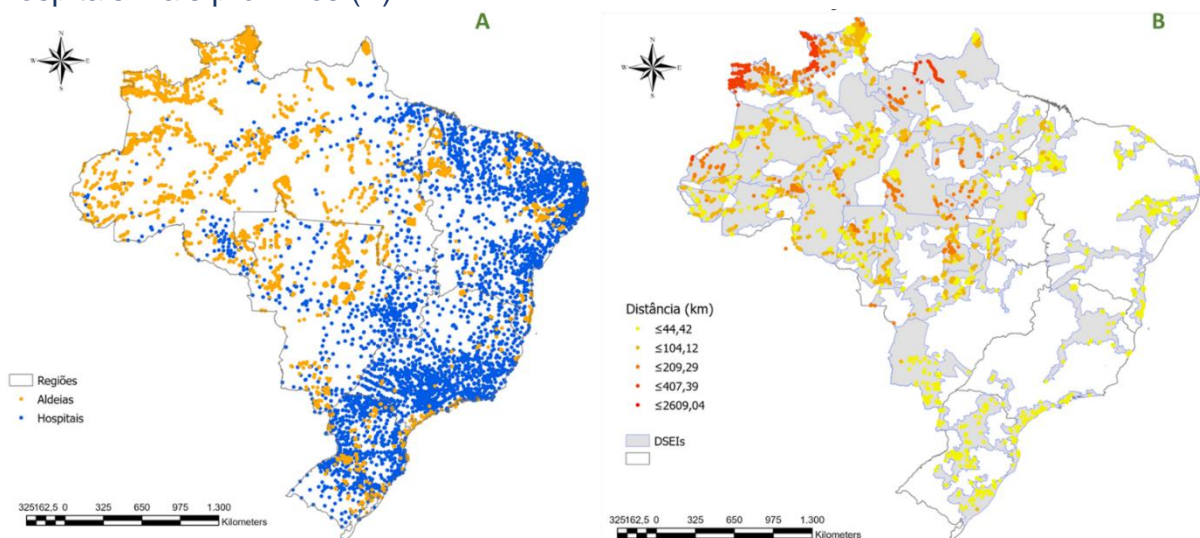 A
N
W
E
S
Regiões
Aldeias
Hospitais
325162,5 0 325 650 975 1.300
Kilometers
B
N
W
E
S
Distância (km)
≤44,42
≤104,12
≤209,29
≤407,39
≤2609,04
DSEIs
325162,5 0 325 650 975 1.300
Kilometers